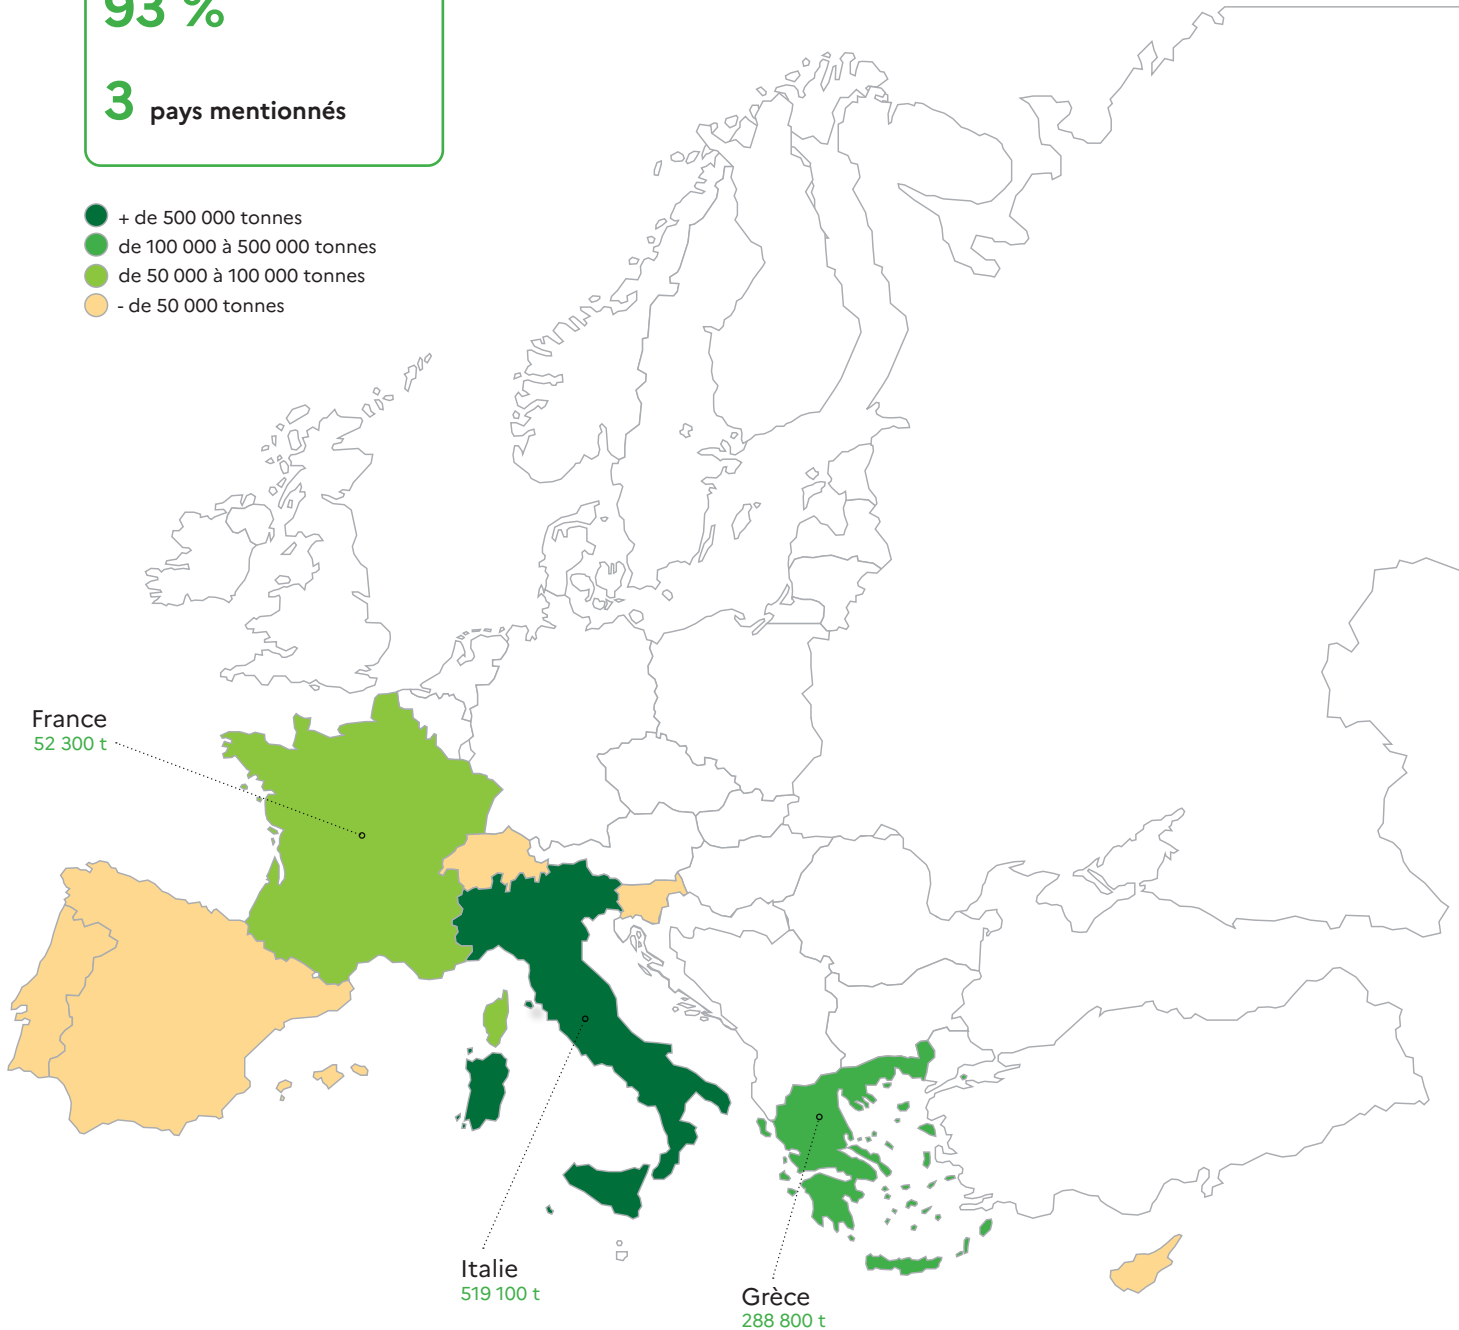 93 %
3 pays mentionnés
+ de 500 000 tonnes
de 100 000 à 500 000 tonnes
de 50 000 à 100 000 tonnes
- de 50 000 tonnes
France
52 300 t
Italie
519 100 t
Grèce
288 800 t